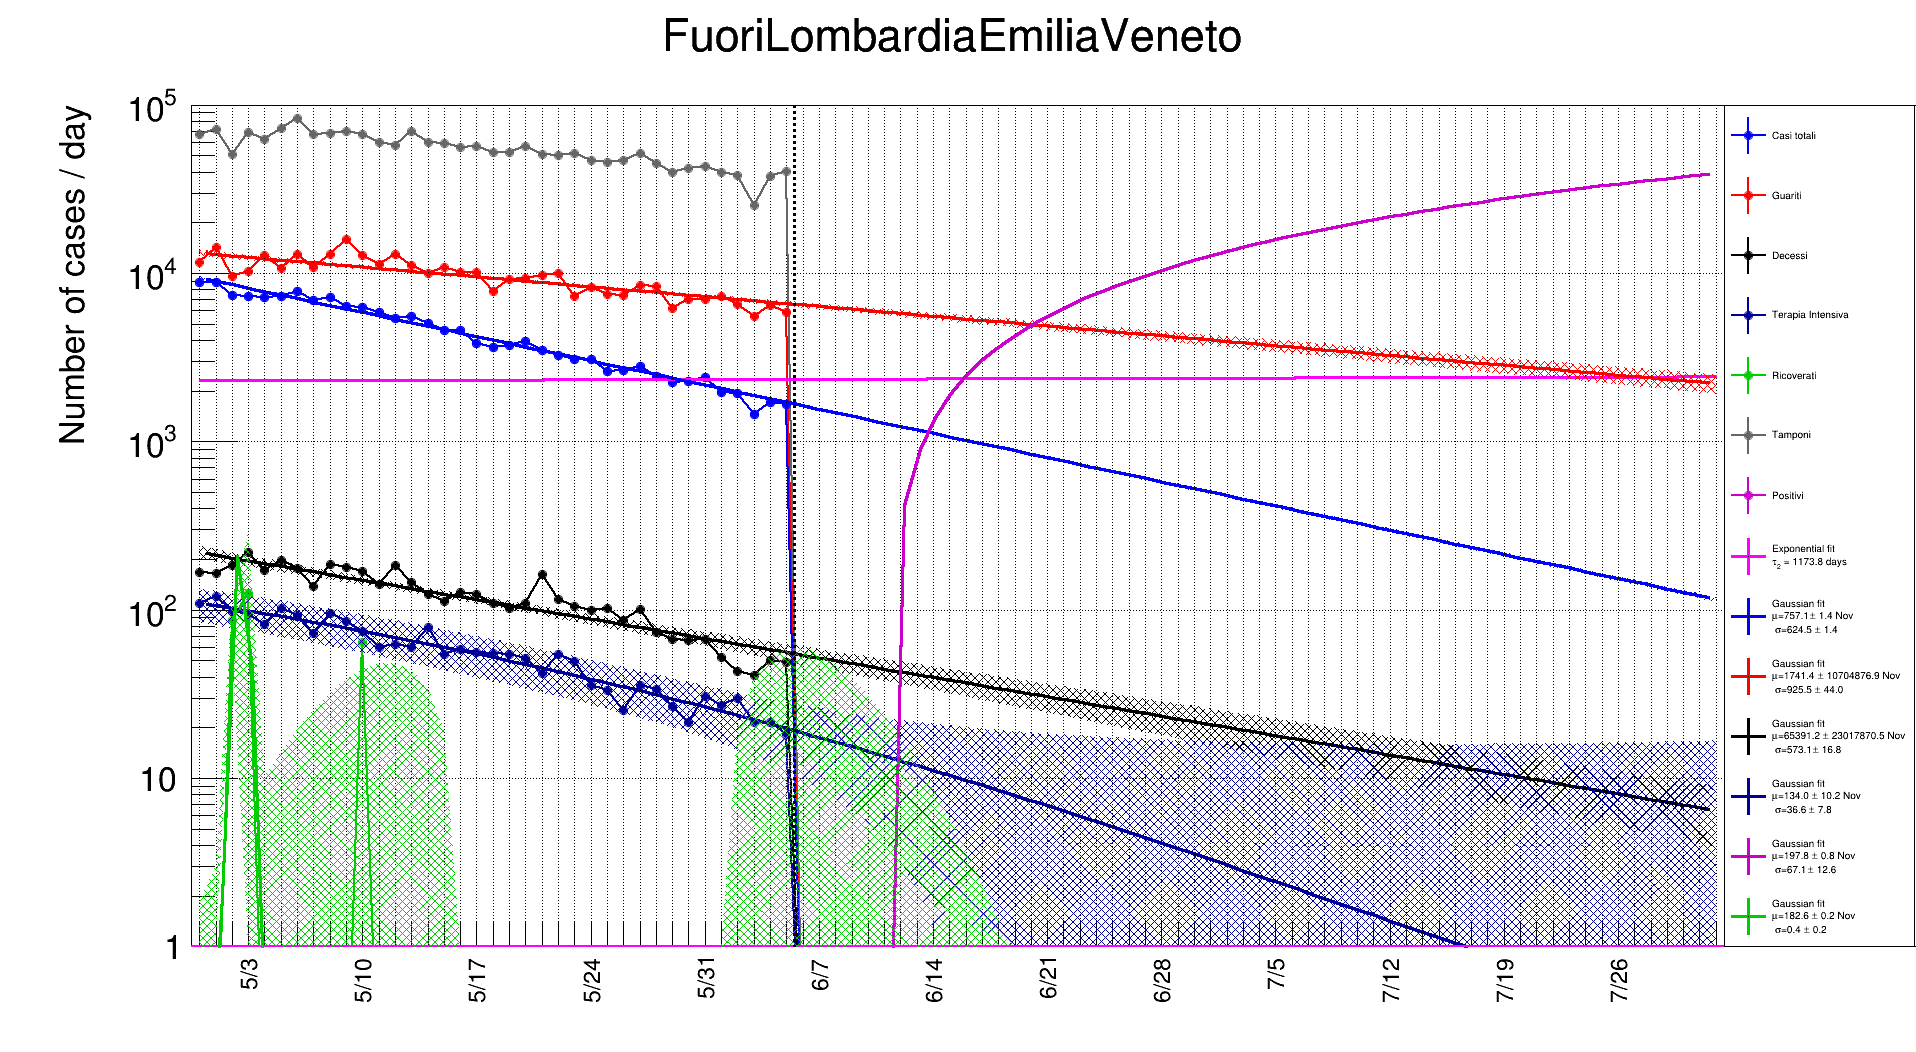 FuoriLombardiaEmiliaVeneto
Number of cases / day
10^5
10^4
10^3
10^2
10
1
5/3
5/10
5/17
5/24
5/31
6/7
6/14
6/21
6/28
7/5
7/12
7/19
7/26
Casi totali
Guariti
Decessi
Terapia Intensiva
Ricoverati
Tamponi
Positivi
Exponential fit
τ₂ = 1173.8 days
Gaussian fit
μ=757.1 ± 1.4 Nov
σ=624.5 ± 1.4
Gaussian fit
μ=1741.4 ± 10704876.9 Nov
σ=925.5 ± 44.0
Gaussian fit
μ=65391.2 ± 23017870.5 Nov
σ=573.1 ± 16.8
Gaussian fit
μ=134.0 ± 10.2 Nov
σ=36.6 ± 7.8
Gaussian fit
μ=197.8 ± 0.8 Nov
σ=67.1 ± 12.6
Gaussian fit
μ=182.6 ± 0.2 Nov
σ=0.4 ± 0.2